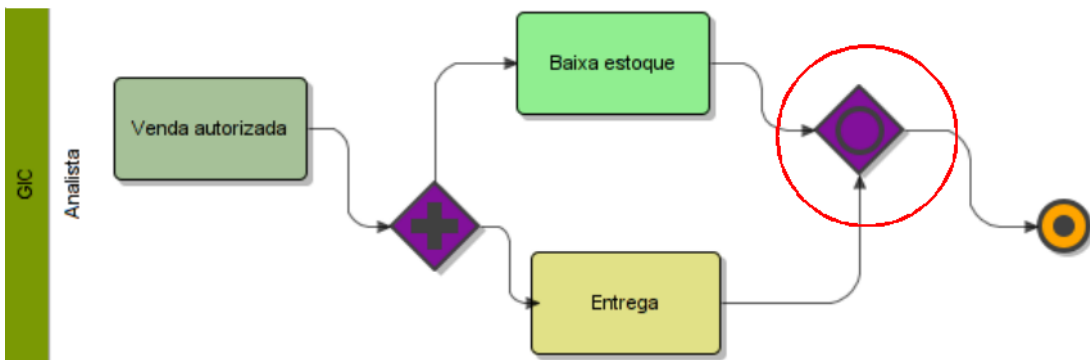 GIC
Analista
Venda autorizada
Baixa estoque
Entrega